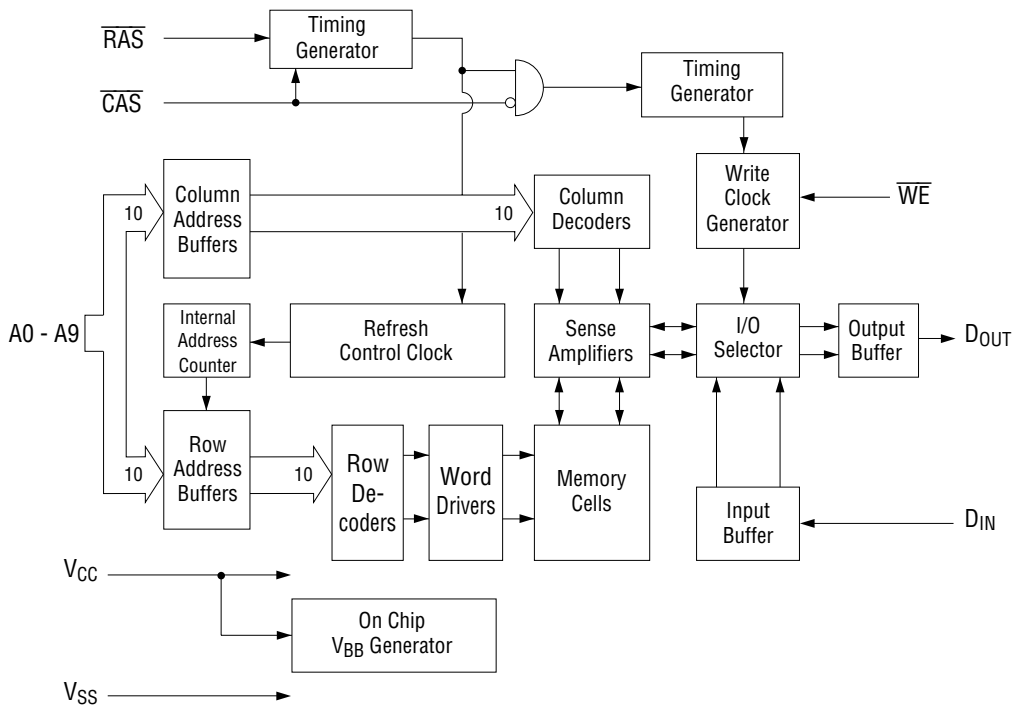 RAS
Timing
Generator
CAS
Timing
Generator
Column
Address
Buffers
10
10
Column
Decoders
Write
Clock
Generator
WE
A0 - A9
Internal
Address
Counter
Refresh
Control Clock
Sense
Amplifiers
I/O
Selector
Output
Buffer
DOUT
10
Row
Address
Buffers
10
Row
De-
coders
Word
Drivers
Memory
Cells
Input
Buffer
DIN
VCC
On Chip
VBB Generator
VSS